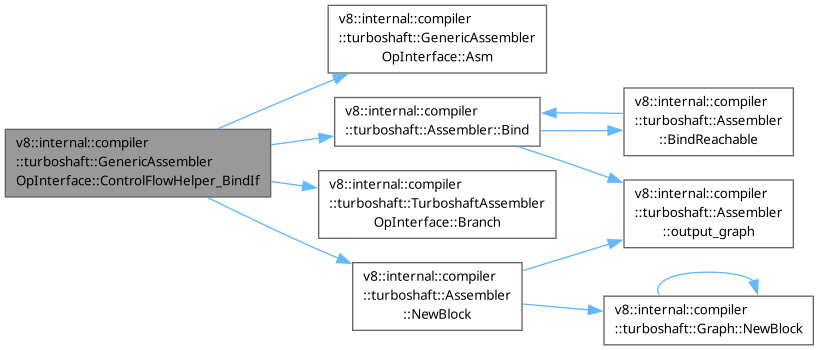 v8::internal::compiler
::turboshaft::GenericAssembler
OpInterface::ControlFlowHelper_BindIf
v8::internal::compiler
::turboshaft::GenericAssembler
OpInterface::Asm
v8::internal::compiler
::turboshaft::Assembler::Bind
v8::internal::compiler
::turboshaft::TurboshaftAssembler
OpInterface::Branch
v8::internal::compiler
::turboshaft::Assembler
::NewBlock
v8::internal::compiler
::turboshaft::Assembler
::BindReachable
v8::internal::compiler
::turboshaft::Assembler
::output_graph
v8::internal::compiler
::turboshaft::Graph::NewBlock